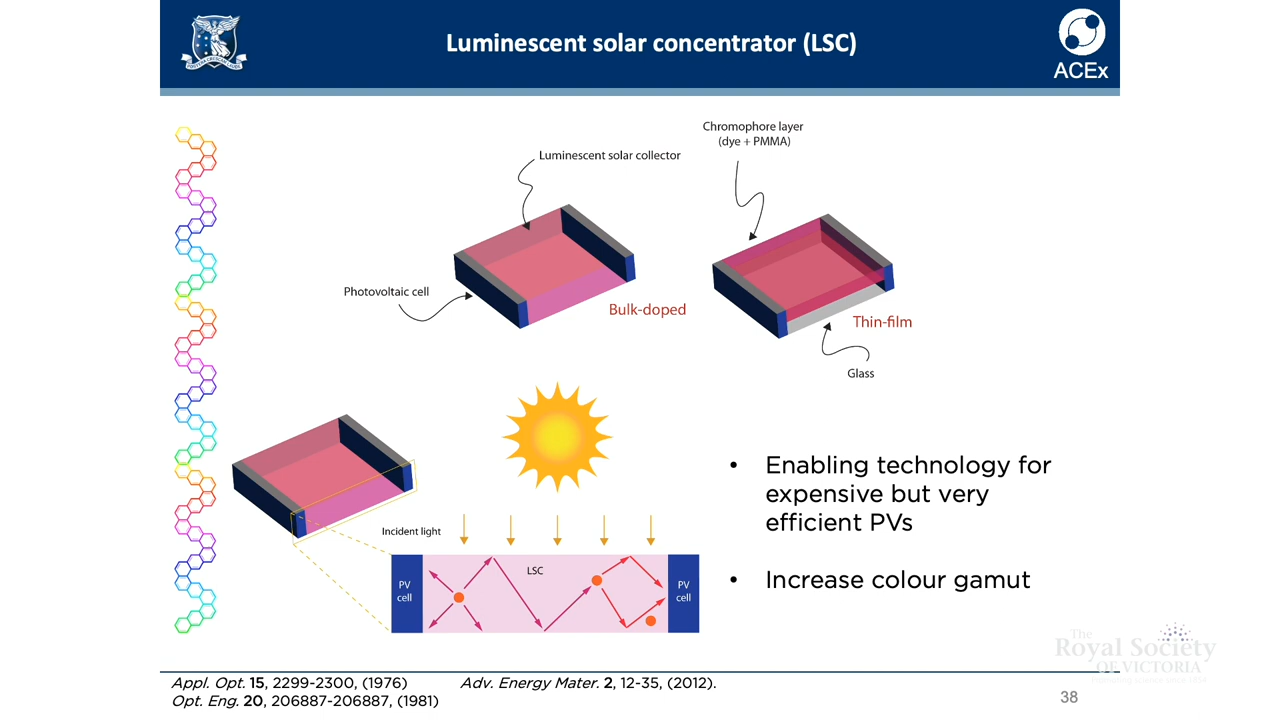 Luminescent solar concentrator (LSC)
ACEx
Chromophore layer
(dye + PMMA)
Luminescent solar collector
Photovoltaic cell
Bulk-doped
Thin-film
Glass
Incident light
LSC
PV
cell
PV
cell
• Enabling technology for
expensive but very
efficient PVs
• Increase colour gamut
The
Royal Society
OF VICTORIA
Appl. Opt. 15, 2299-2300, (1976)
Adv. Energy Mater. 2, 12-35, (2012).
Opt. Eng. 20, 206887-206887, (1981)
38